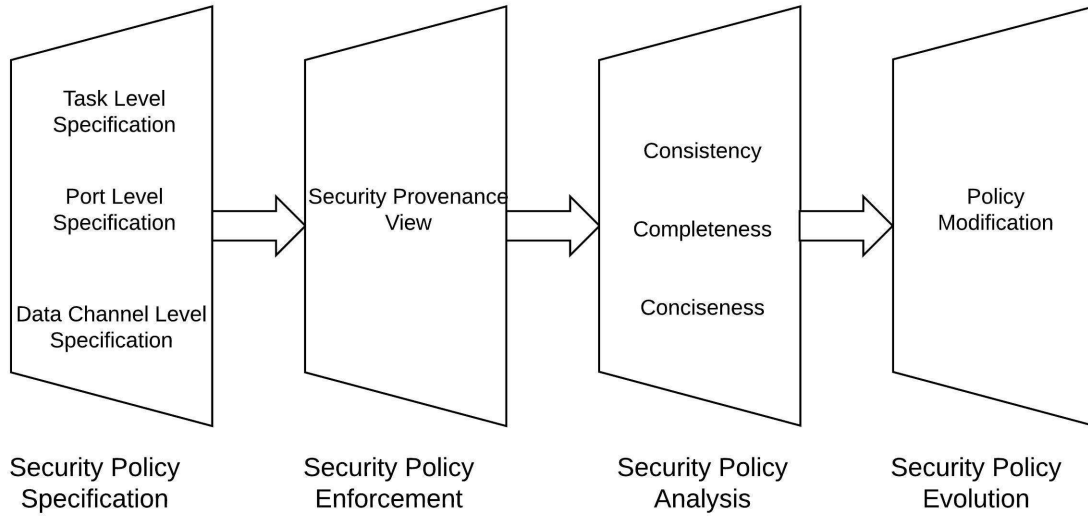 Task Level
Specification
Port Level
Specification
Data Channel Level
Specification
Security Provenance
View
Consistency
Completeness
Conciseness
Policy
Modification
Security Policy
Specification
Security Policy
Enforcement
Security Policy
Analysis
Security Policy
Evolution